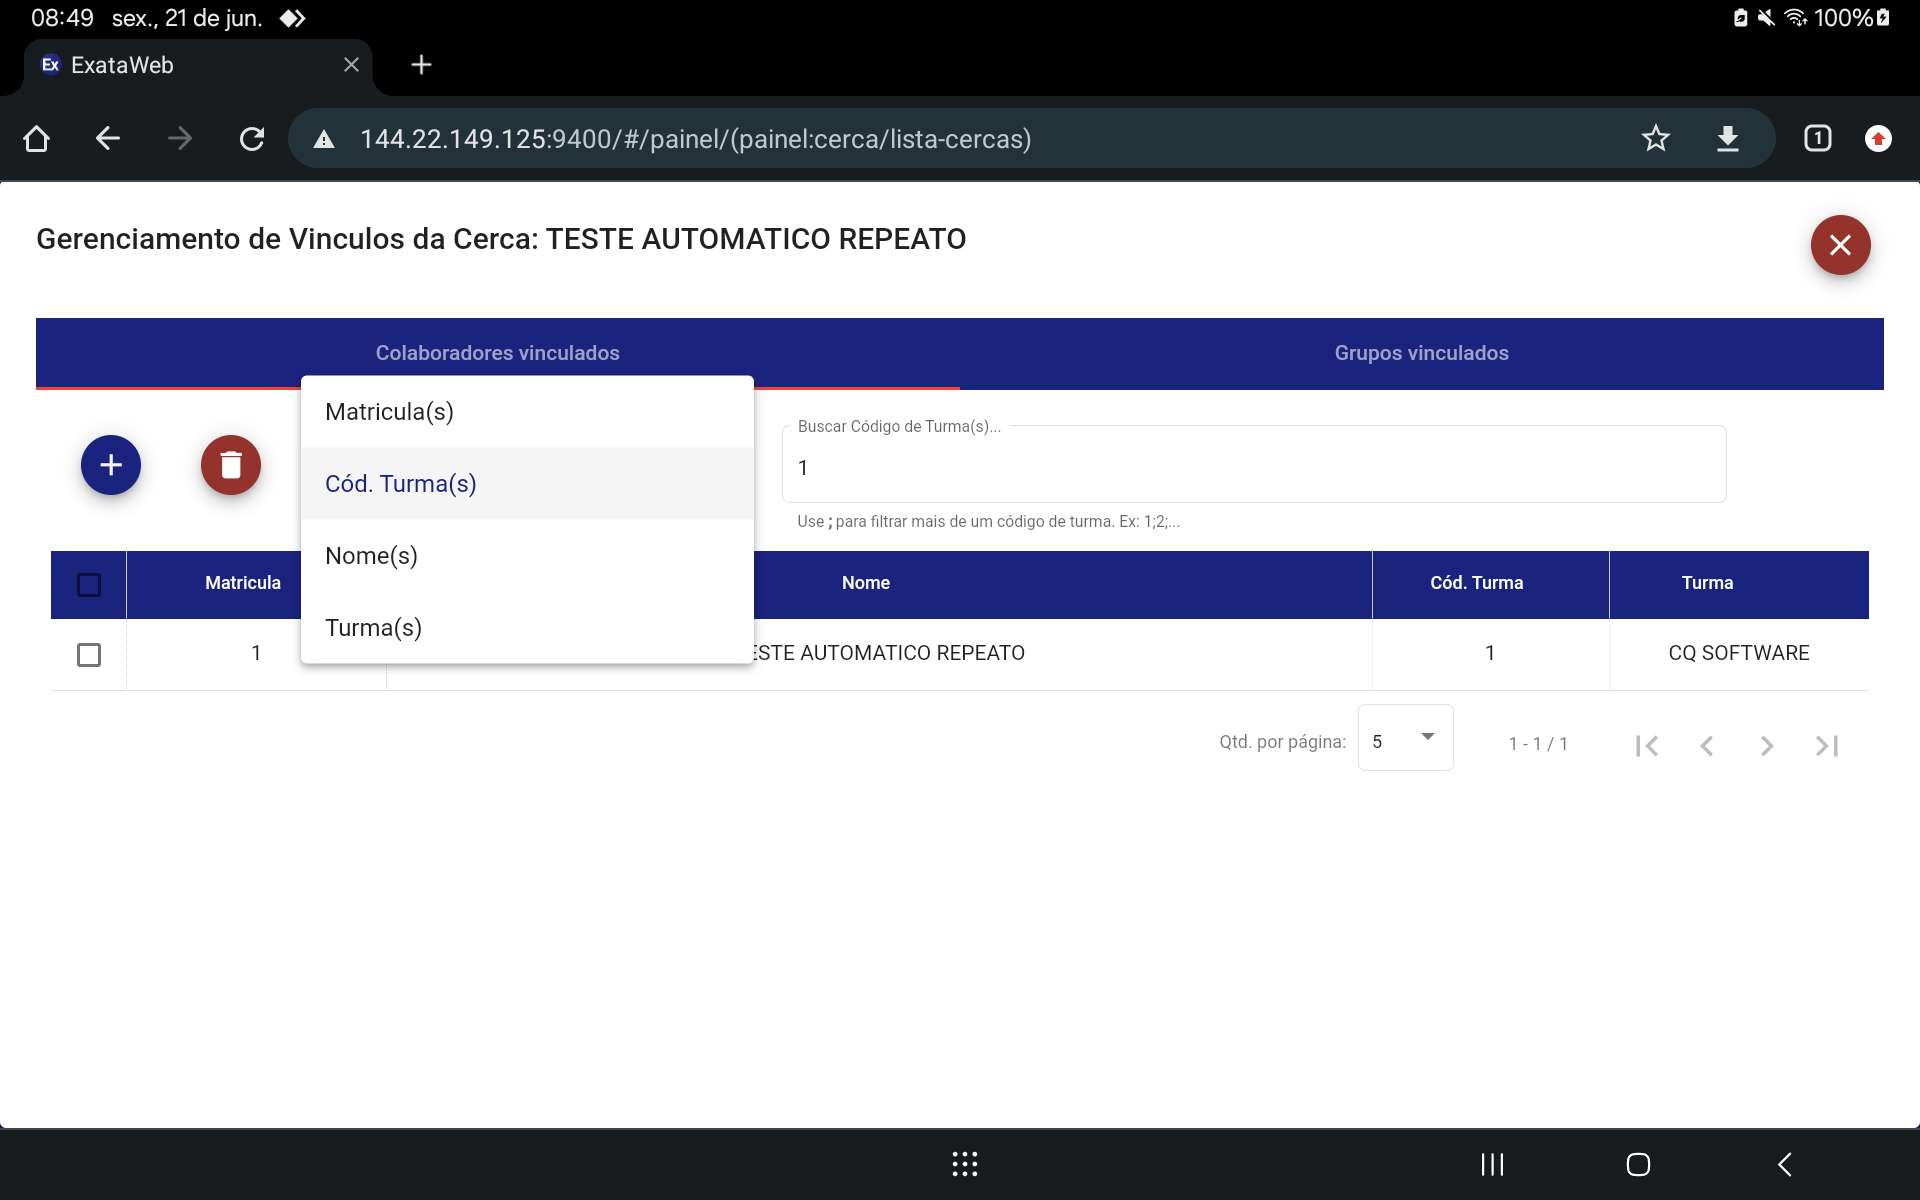 08:49 sex., 21 de jun. 100%
Ex ExataWeb
144.22.149.125:9400/#/painel/(painel:cerca/lista-cercas) 1
Gerenciamento de Vinculos da Cerca: TESTE AUTOMATICO REPEATO
Colaboradores vinculados Grupos vinculados
Matricula(s)
Cód. Turma(s)
Nome(s)
Turma(s)
Buscar Código de Turma(s)...
1
Use ; para filtrar mais de um código de turma. Ex: 1;2;...
Matricula Nome Cód. Turma Turma
1 ESTE AUTOMATICO REPEATO 1 CQ SOFTWARE
Qtd. por página: 5 1 - 1 / 1